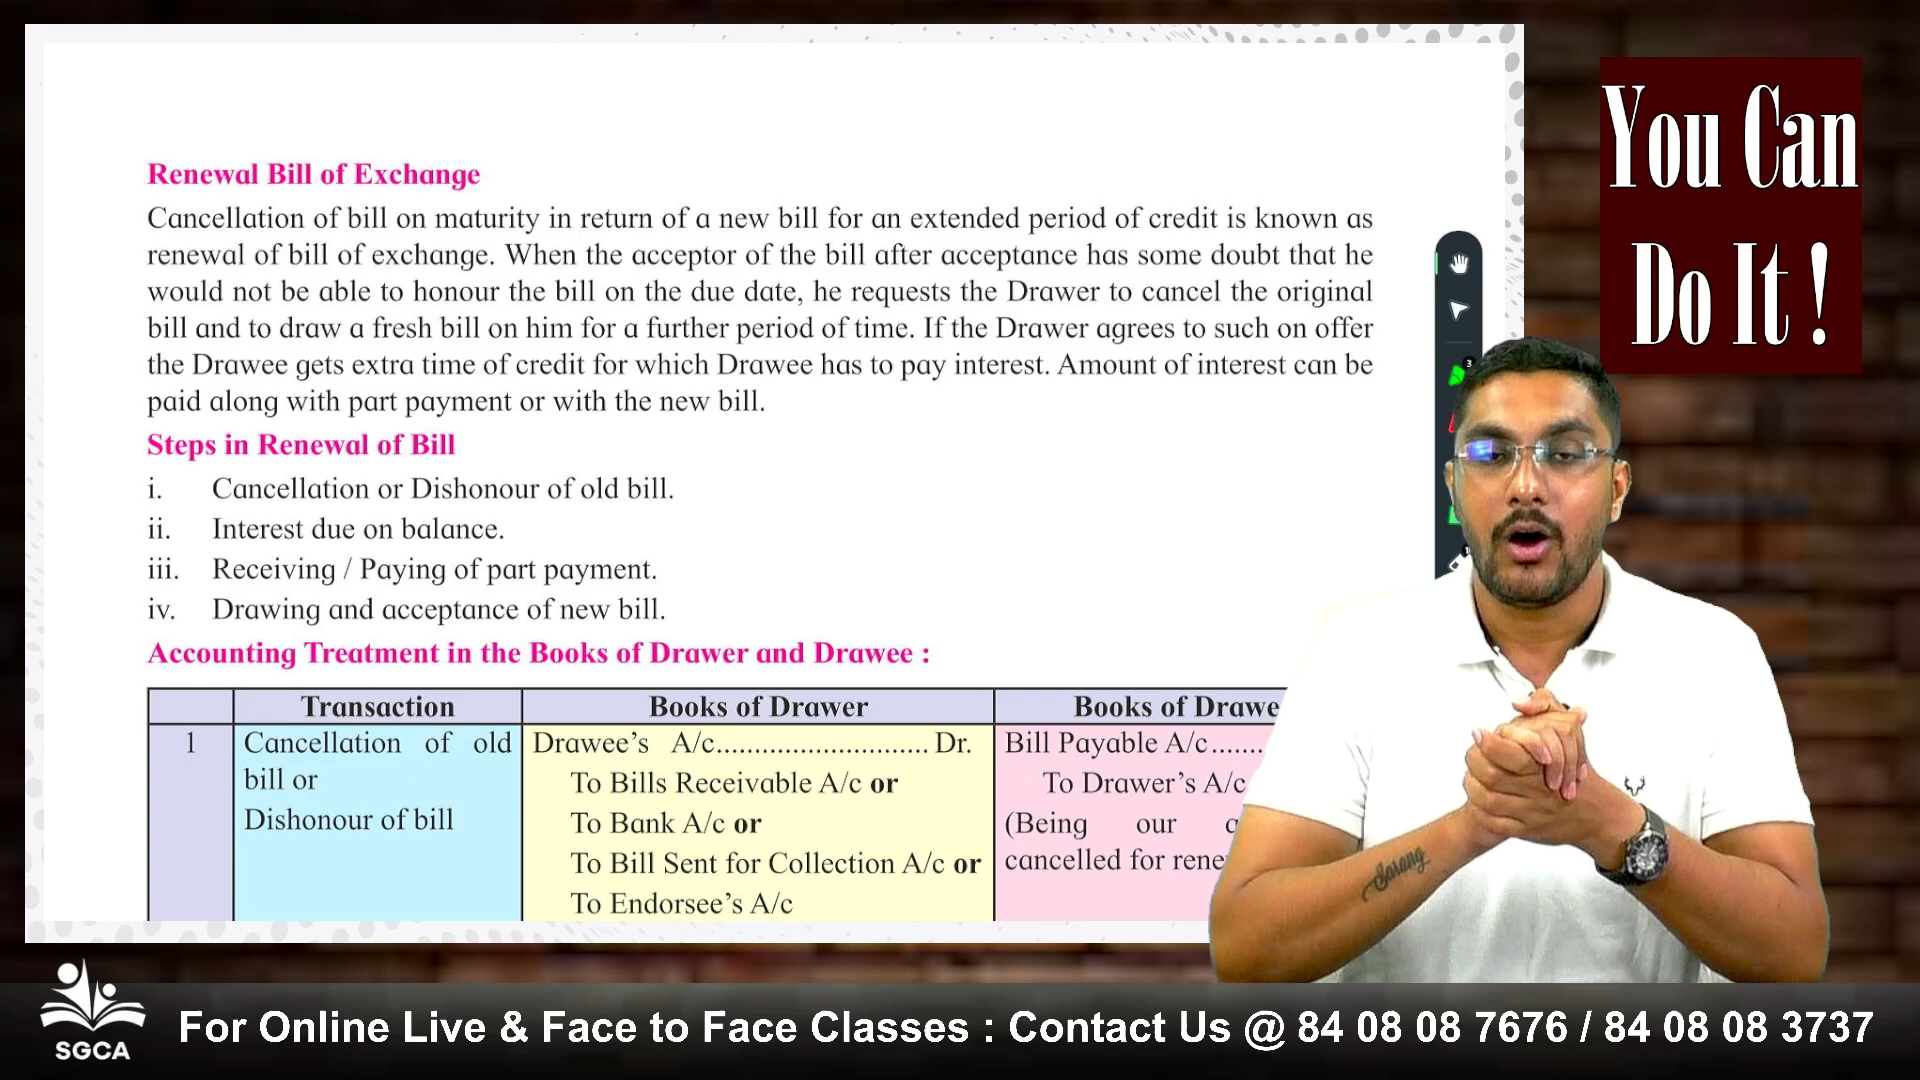 Renewal Bill of Exchange
Cancellation of bill on maturity in return of a new bill for an extended period of credit is known as
renewal of bill of exchange. When the acceptor of the bill after acceptance has some doubt that he
would not be able to honour the bill on the due date, he requests the Drawer to cancel the original
bill and to draw a fresh bill on him for a further period of time. If the Drawer agrees to such on offer
the Drawee gets extra time of credit for which Drawee has to pay interest. Amount of interest can be
paid along with part payment or with the new bill.
Steps in Renewal of Bill
i. Cancellation or Dishonour of old bill.
ii. Interest due on balance.
iii. Receiving / Paying of part payment.
iv. Drawing and acceptance of new bill.
Accounting Treatment in the Books of Drawer and Drawee :
Transaction Books of Drawer Books of Drawe
1 Cancellation of old Drawee's A/c............................ Dr. Bill Payable A/c.......
bill or To Bills Receivable A/c or To Drawer's A/c
Dishonour of bill To Bank A/c or (Being our
To Bill Sent for Collection A/c or cancelled for rene
To Endorsee's A/c
You Can
Do It !
3
Sarang
SGCA
For Online Live & Face to Face Classes : Contact Us @ 84 08 08 7676 / 84 08 08 3737